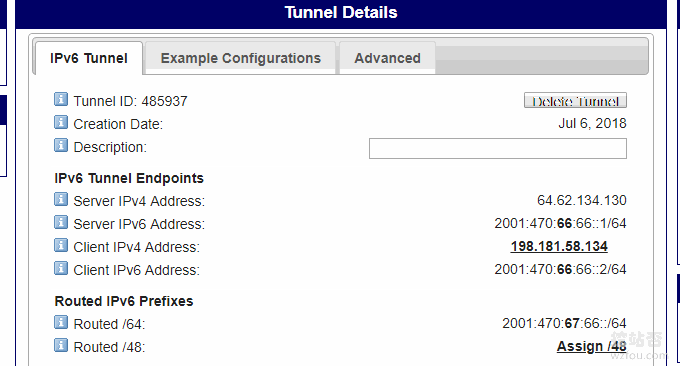 Tunnel Details
IPv6 Tunnel Example Configurations Advanced
Tunnel ID: 485937 Delete Tunnel
Creation Date: Jul 6, 2018
Description:
IPv6 Tunnel Endpoints
Server IPv4 Address: 64.62.134.130
Server IPv6 Address: 2001:470:66:66::1/64
Client IPv4 Address: 198.181.58.134
Client IPv6 Address: 2001:470:66:66::2/64
Routed IPv6 Prefixes
Routed /64: 2001:470:67:66::/64
Routed /48: Assign /48
wzfou.com